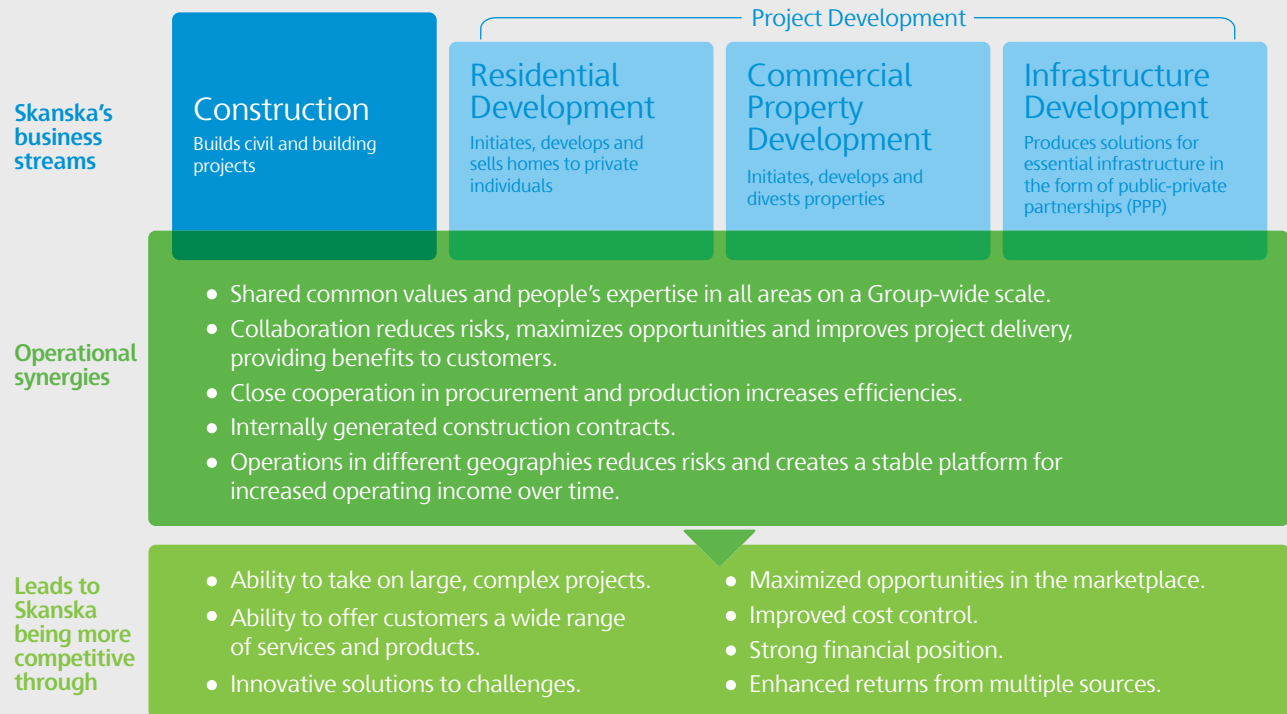 Project Development
Skanska's
business
streams
Construction
Builds civil and building
projects
Residential
Development
Initiates, develops and
sells homes to private
individuals
Commercial
Property
Development
Initiates, develops and
divests properties
Infrastructure
Development
Produces solutions for
essential infrastructure in
the form of public-private
partnerships (PPP)
Operational
synergies
• Shared common values and people's expertise in all areas on a Group-wide scale.
• Collaboration reduces risks, maximizes opportunities and improves project delivery,
providing benefits to customers.
• Close cooperation in procurement and production increases efficiencies.
• Internally generated construction contracts.
• Operations in different geographies reduces risks and creates a stable platform for
increased operating income over time.
Leads to
Skanska
being more
competitive
through
• Ability to take on large, complex projects.
• Ability to offer customers a wide range
of services and products.
• Innovative solutions to challenges.
• Maximized opportunities in the marketplace.
• Improved cost control.
• Strong financial position.
• Enhanced returns from multiple sources.